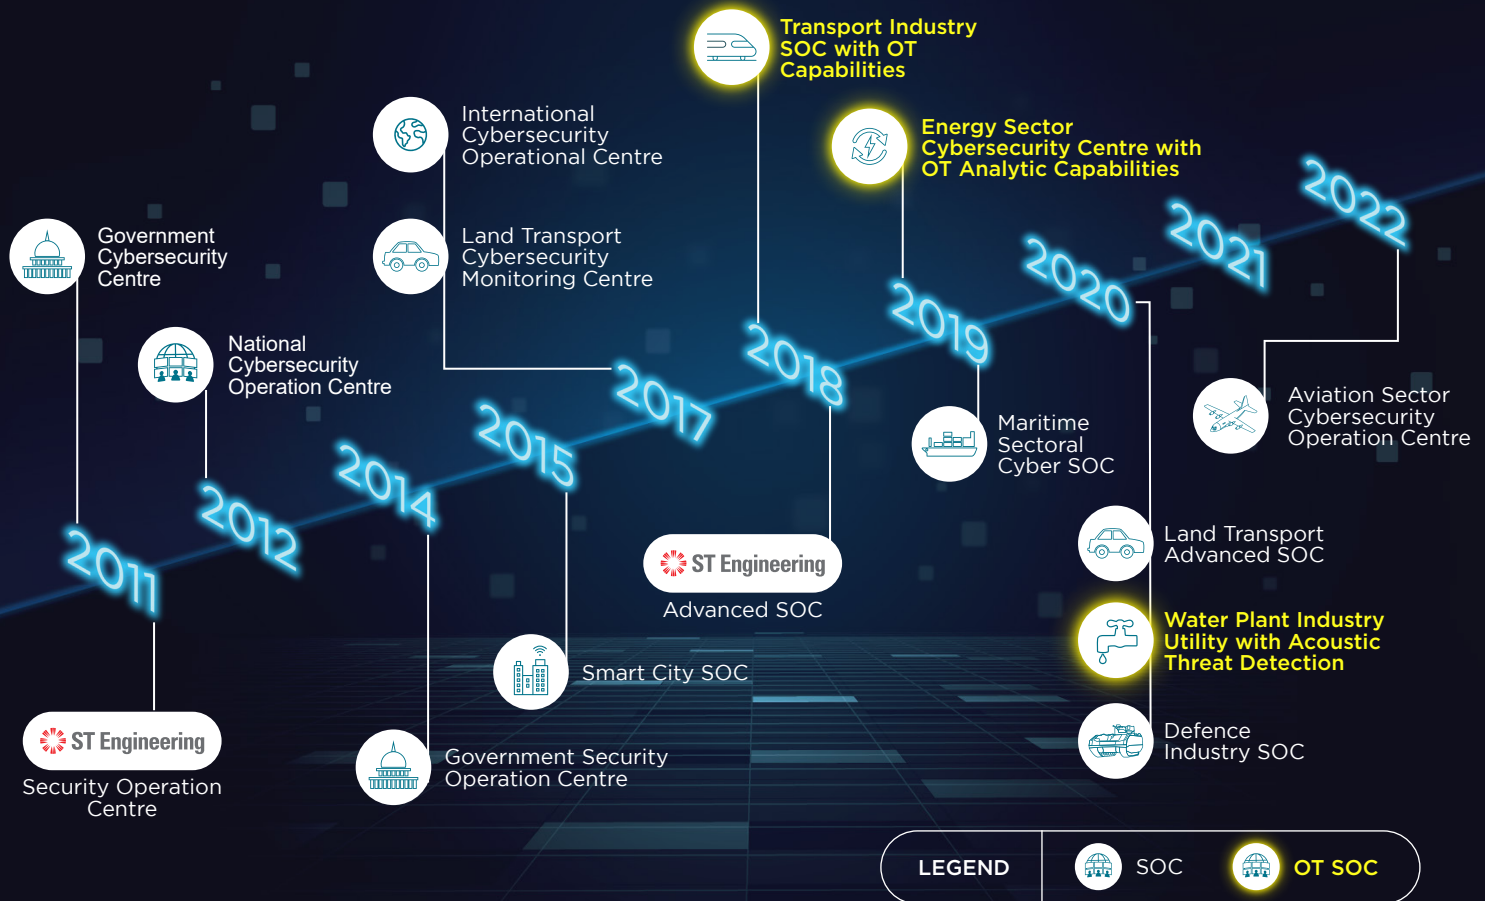 Transport Industry
SOC with OT
Capabilities
International
Cybersecurity
Operational Centre
Energy Sector
Cybersecurity Centre with
OT Analytic Capabilities
Government
Cybersecurity
Centre
Land Transport
Cybersecurity
Monitoring Centre
National
Cybersecurity
Operation Centre
2011
2012
2014
2015
2017
2018
2019
2020
2021
2022
Maritime
Sectoral
Cyber SOC
Aviation Sector
Cybersecurity
Operation Centre
ST Engineering
Advanced SOC
Land Transport
Advanced SOC
Water Plant Industry
Utility with Acoustic
Threat Detection
Defence
Industry SOC
Smart City SOC
Government Security
Operation Centre
ST Engineering
Security Operation
Centre
LEGEND
SOC
OT SOC